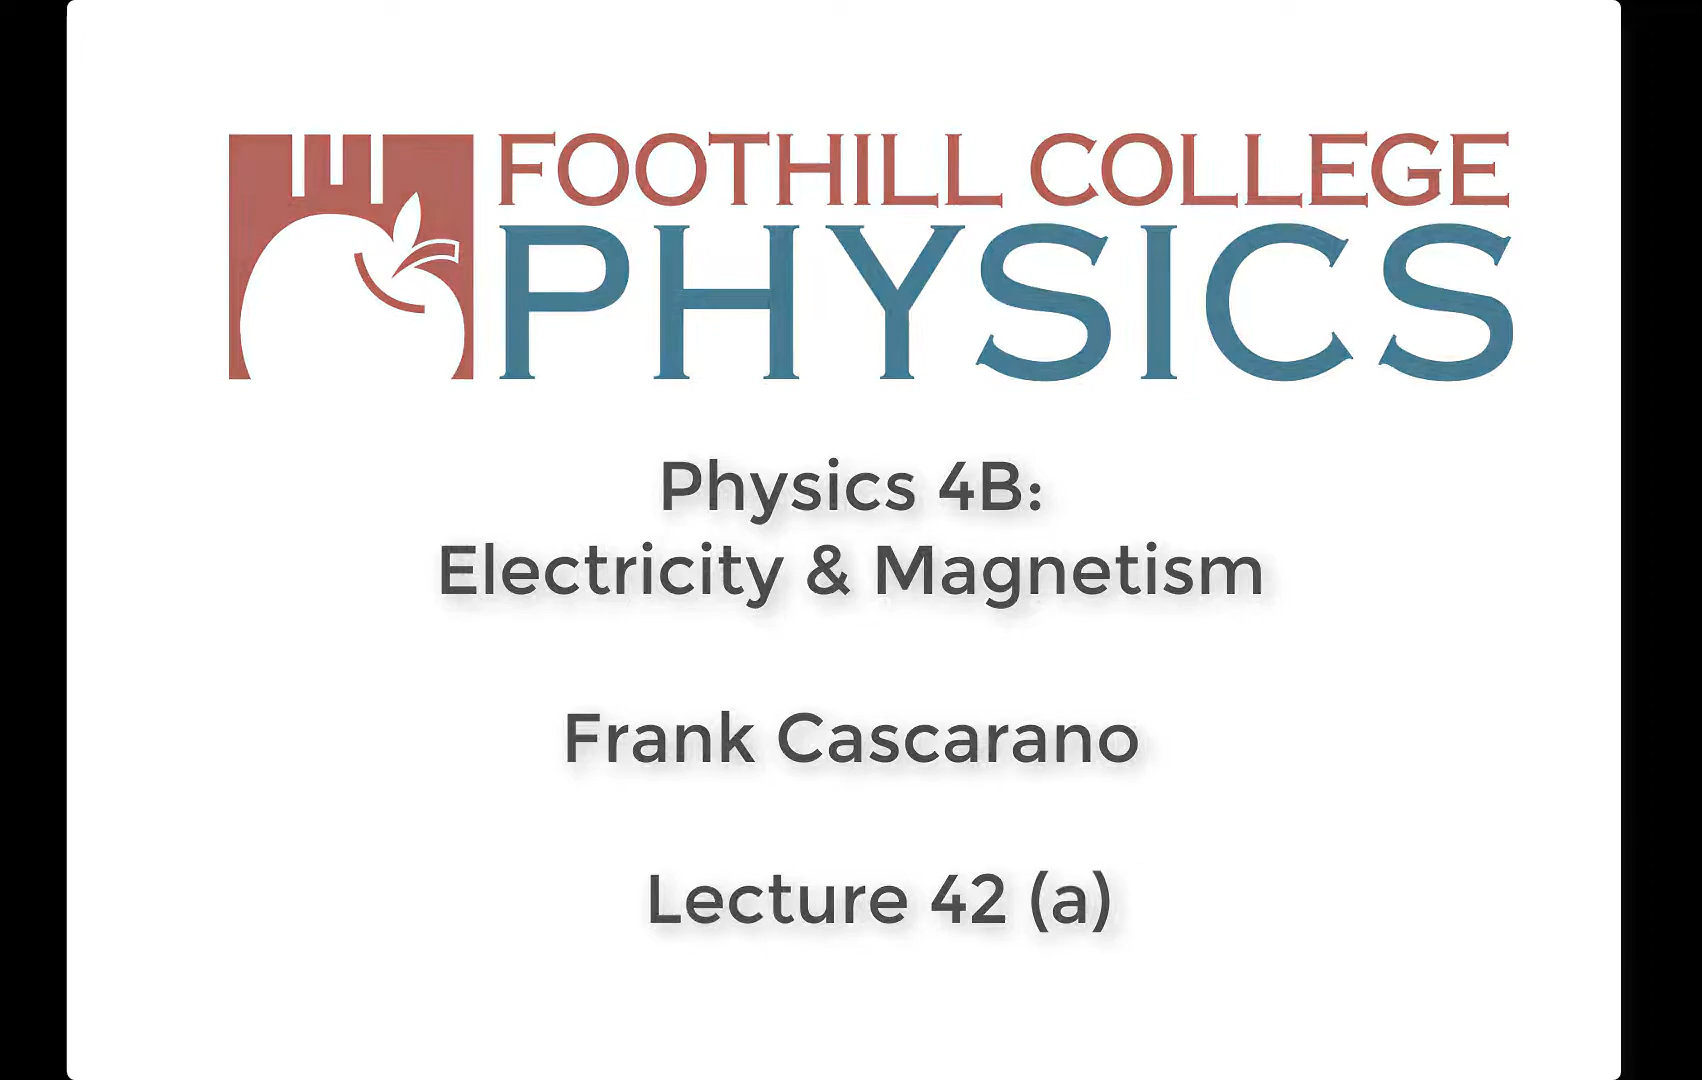 FOOTHILL COLLEGE
PHYSICS
Physics 4B:
Electricity & Magnetism
Frank Cascarano
Lecture 42 (a)